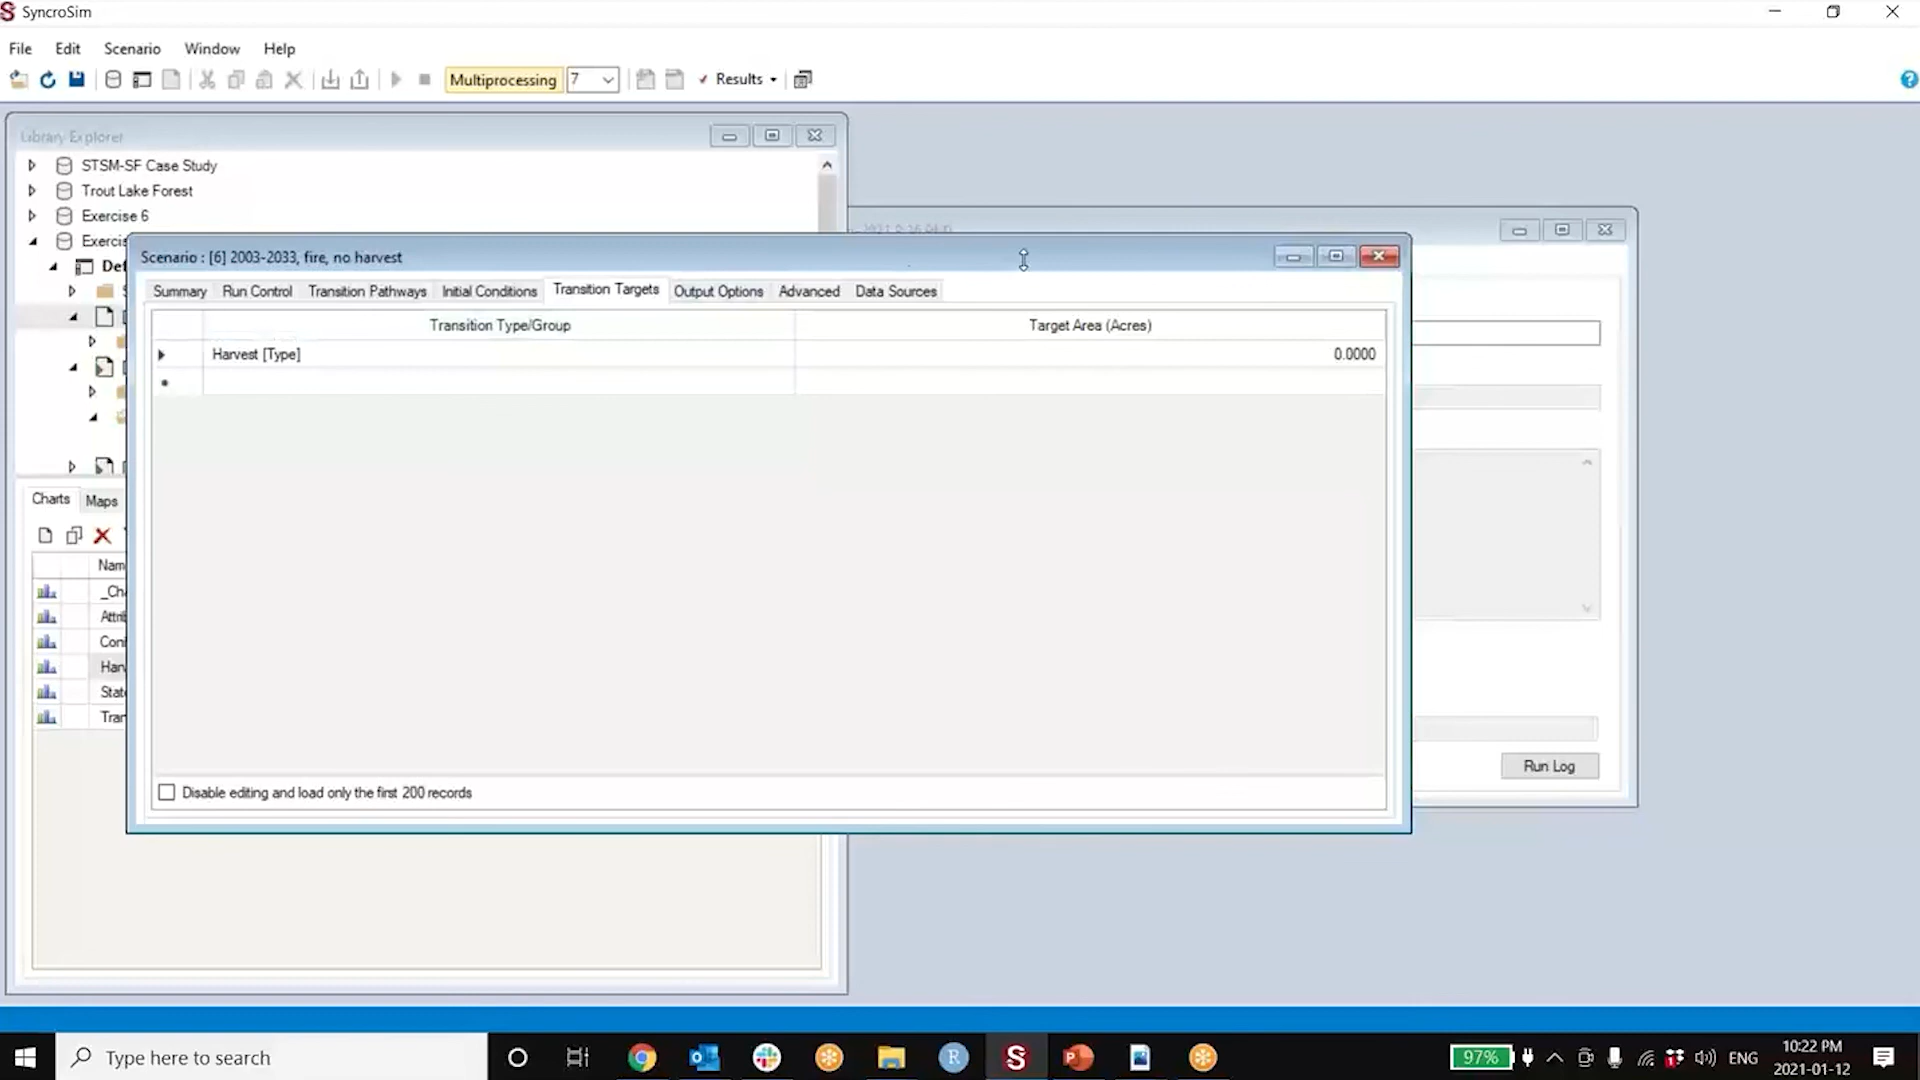 SyncroSim
File Edit Scenario Window Help
Multiprocessing 7 Results
Library Explorer
STSM-SF Case Study
Trout Lake Forest
Exercise 6
Scenario : [6] 2003-2033, fire, no harvest
Summary Run Control Transition Pathways Initial Conditions Transition Targets Output Options Advanced Data Sources
Transition Type/Group Target Area (Acres)
Harvest [Type] 0.0000
Charts Maps
Disable editing and load only the first 200 records
Run Log
Type here to search
97% ENG
10:22 PM
2021-01-12